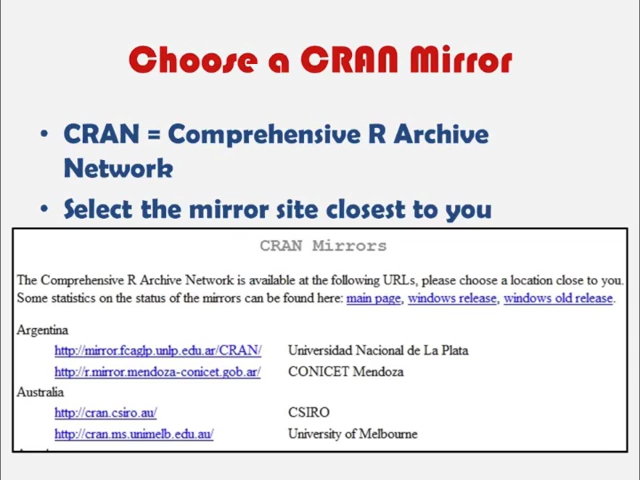 Choose a CRAN Mirror
• CRAN = Comprehensive R Archive
Network
• Select the mirror site closest to you
CRAN Mirrors
The Comprehensive R Archive Network is available at the following URLs, please choose a location close to you.
Some statistics on the status of the mirrors can be found here: main page, windows release, windows old release.
Argentina
http://mirror.fcaglp.unlp.edu.ar/CRAN/ Universidad Nacional de La Plata
http://r.mirror.mendoza-conicet.gob.ar/ CONICET Mendoza
Australia
http://cran.csiro.au/ CSIRO
http://cran.ms.unimelb.edu.au/ University of Melbourne